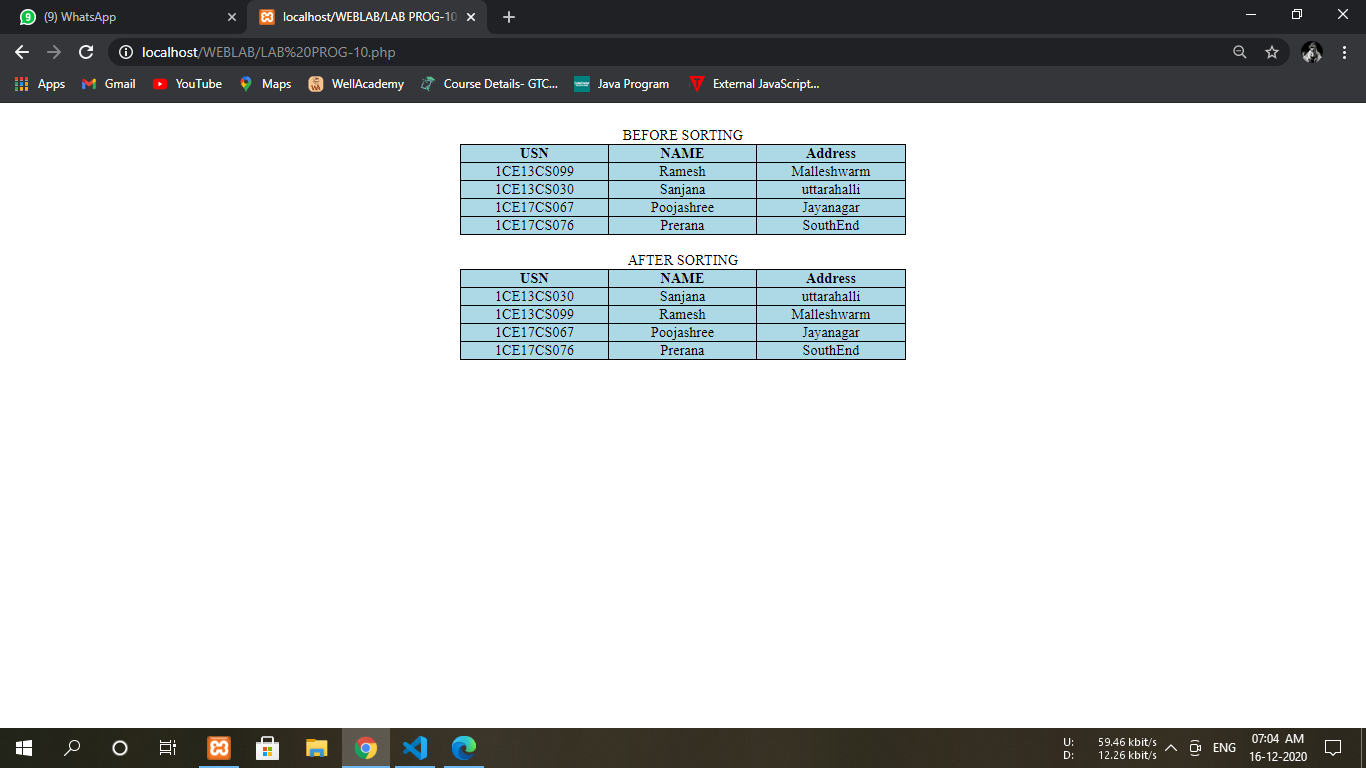 (9) WhatsApp
localhost/WEBLAB/LAB PROG-10
localhost/WEBLAB/LAB%20PROG-10.php
Apps Gmail YouTube Maps WellAcademy Course Details- GTC... Java Program External JavaScript...
BEFORE SORTING
USN NAME Address
1CE13CS099 Ramesh Malleshwarm
1CE13CS030 Sanjana uttarahalli
1CE17CS067 Poojashree Jayanagar
1CE17CS076 Prerana SouthEnd
AFTER SORTING
USN NAME Address
1CE13CS030 Sanjana uttarahalli
1CE13CS099 Ramesh Malleshwarm
1CE17CS067 Poojashree Jayanagar
1CE17CS076 Prerana SouthEnd
U: 59.46 kbit/s
D: 12.26 kbit/s
ENG
07:04 AM
16-12-2020